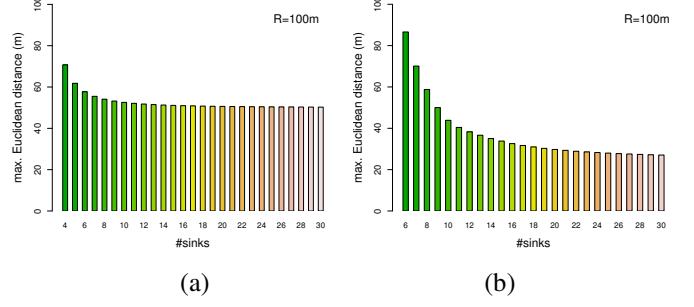 R=100m
max. Euclidean distance (m)
0 20 40 60 80 100
4 6 8 10 12 14 16 18 20 22 24 26 28 30
#sinks
(a)
R=100m
max. Euclidean distance (m)
0 20 40 60 80 100
6 8 10 12 14 16 18 20 22 24 26 28 30
#sinks
(b)